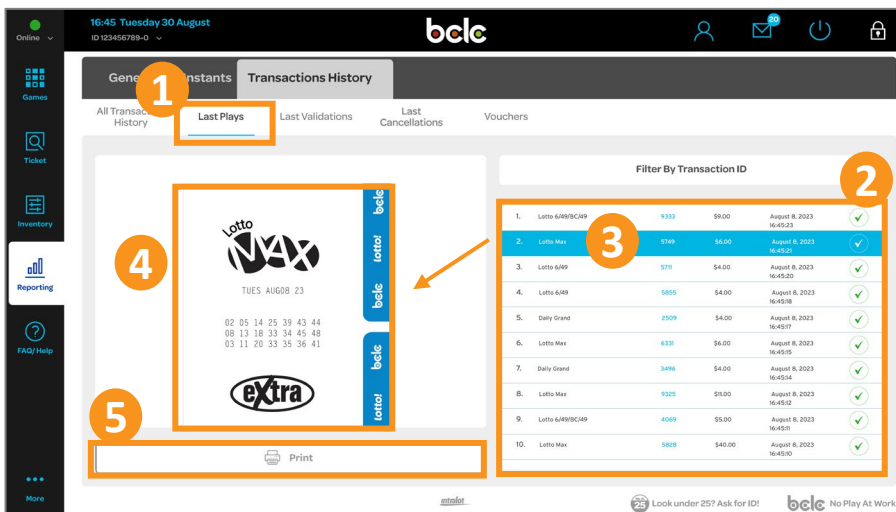 Online
16:45 Tuesday 30 August
ID 123456789-0
bclc
20
Games
Ticket
Inventory
Reporting
FAQ/Help
More
Gene
nstants
Transactions History
1
All Transac
History
Last Plays
Last Validations
Last
Cancellations
Vouchers
Filter By Transaction ID
2
1. Lotto 6/49/BC/49 9333 $9.00 August 8, 2023
16:45:23
2. Lotto Max 5749 $6.00 August 8, 2023
16:45:21
3
3. Lotto 6/49 5711 $4.00 August 8, 2023
16:45:20
4. Lotto 6/49 5855 $4.00 August 8, 2023
16:45:18
5. Daily Grand 2509 $4.00 August 8, 2023
16:45:17
6. Lotto Max 6331 $6.00 August 8, 2023
16:45:15
7. Daily Grand 3496 $4.00 August 8, 2023
16:45:14
8. Lotto Max 9325 $11.00 August 8, 2023
16:45:12
9. Lotto 6/49/BC/49 4069 $5.00 August 8, 2023
16:45:11
10. Lotto Max 5828 $40.00 August 8, 2023
16:45:10
4
Lotto
MAX
TUES AUG08 23
02 05 14 25 39 43 44
08 13 18 33 34 45 48
03 11 20 33 35 36 41
extra
bclc
lotto!
bclc
bclc
lotto!
5
Print
intralot
25 Look under 25? Ask for ID!
bclc No Play At Work